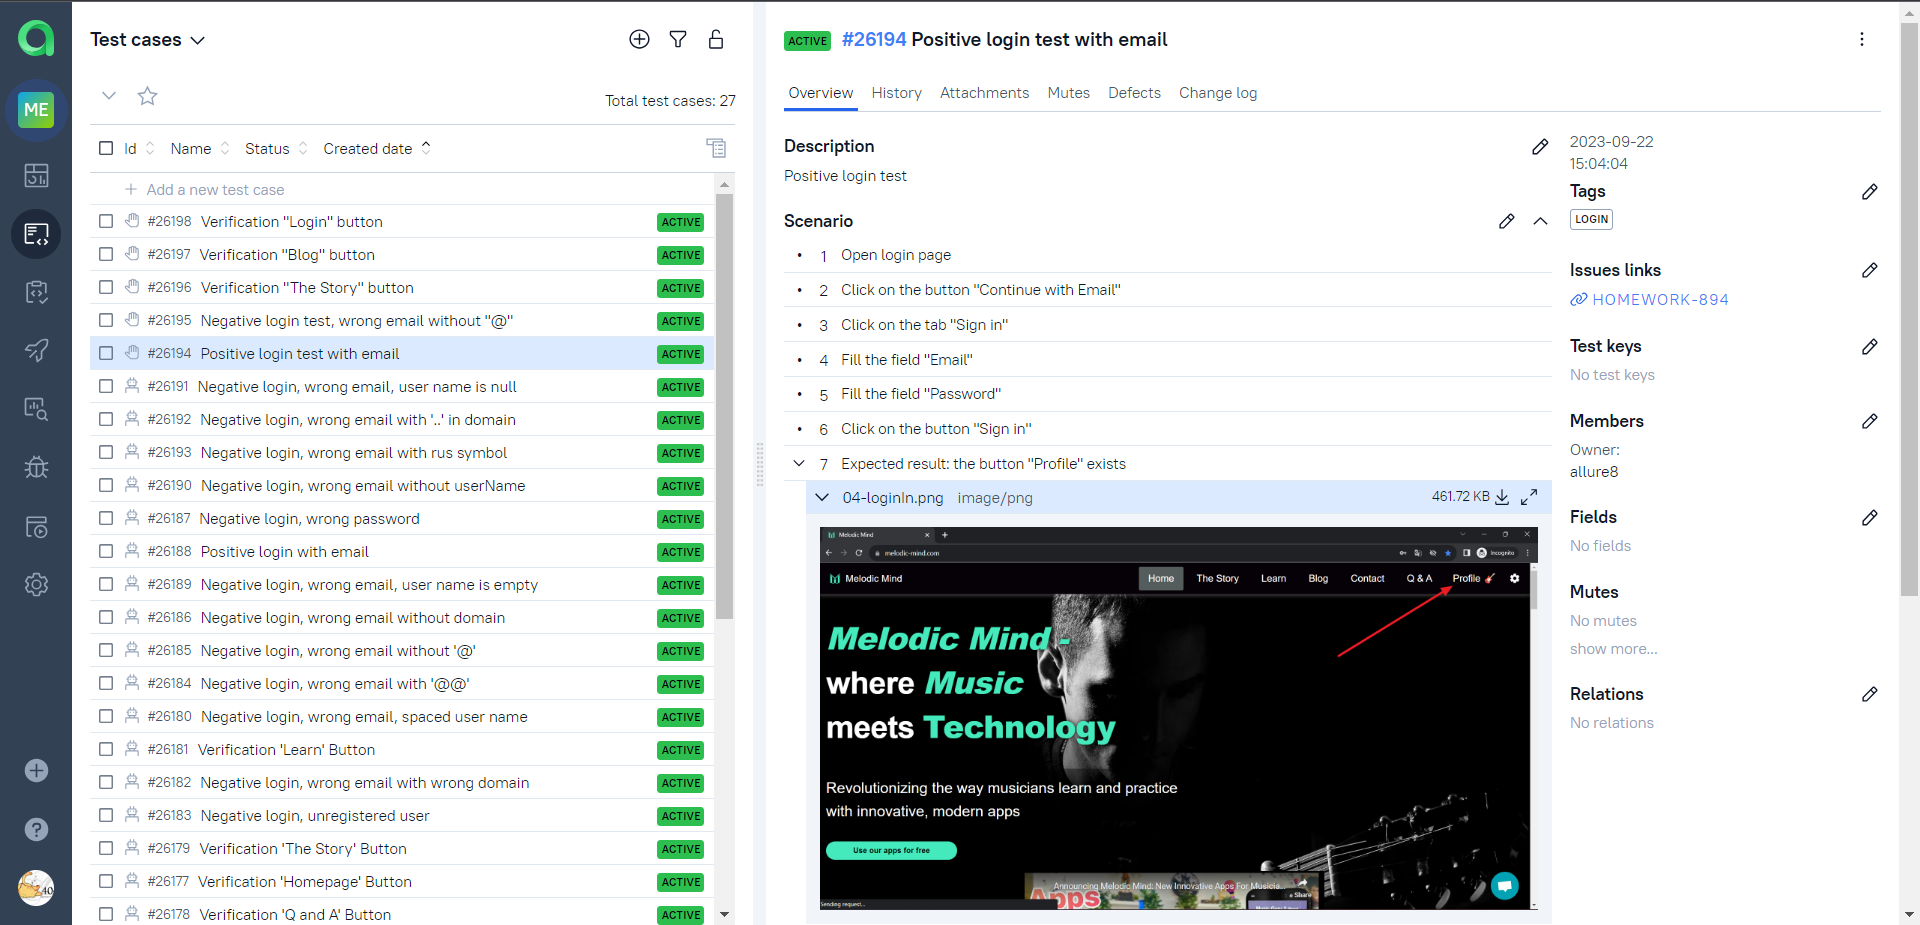 Test cases
Total test cases: 27
Id Name Status Created date
Add a new test case
#26198 Verification "Login" button ACTIVE
#26197 Verification "Blog" button ACTIVE
#26196 Verification "The Story" button ACTIVE
#26195 Negative login test, wrong email without "@" ACTIVE
#26194 Positive login test with email ACTIVE
#26191 Negative login, wrong email, user name is null ACTIVE
#26192 Negative login, wrong email with '..' in domain ACTIVE
#26193 Negative login, wrong email with rus symbol ACTIVE
#26190 Negative login, wrong email without userName ACTIVE
#26187 Negative login, wrong password ACTIVE
#26188 Positive login with email ACTIVE
#26189 Negative login, wrong email, user name is empty ACTIVE
#26186 Negative login, wrong email without domain ACTIVE
#26185 Negative login, wrong email without '@' ACTIVE
#26184 Negative login, wrong email with '@@' ACTIVE
#26180 Negative login, wrong email, spaced user name ACTIVE
#26181 Verification 'Learn' Button ACTIVE
#26182 Negative login, wrong email with wrong domain ACTIVE
#26183 Negative login, unregistered user ACTIVE
#26179 Verification 'The Story' Button ACTIVE
#26177 Verification 'Homepage' Button ACTIVE
#26178 Verification 'Q and A' Button ACTIVE
ME
ACTIVE #26194 Positive login test with email
Overview History Attachments Mutes Defects Change log
Description
Positive login test
Scenario
1 Open login page
2 Click on the button "Continue with Email"
3 Click on the tab "Sign in"
4 Fill the field "Email"
5 Fill the field "Password"
6 Click on the button "Sign in"
7 Expected result: the button "Profile" exists
04-loginIn.png image/png 461.72 KB
Melodic Mind
melodic-mind.com Incognito
Melodic Mind Home The Story Learn Blog Contact Q & A Profile
Melodic Mind -
where Music
meets Technology
Revolutionizing the way musicians learn and practice
with innovative, modern apps
Use our apps for free
Announcing Melodic Mind: New Innovative Apps For Musicia...
Apps
Share
Sending request...
2023-09-22
15:04:04
Tags
LOGIN
Issues links
HOMEWORK-894
Test keys
No test keys
Members
Owner:
allure8
Fields
No fields
Mutes
No mutes
show more...
Relations
No relations